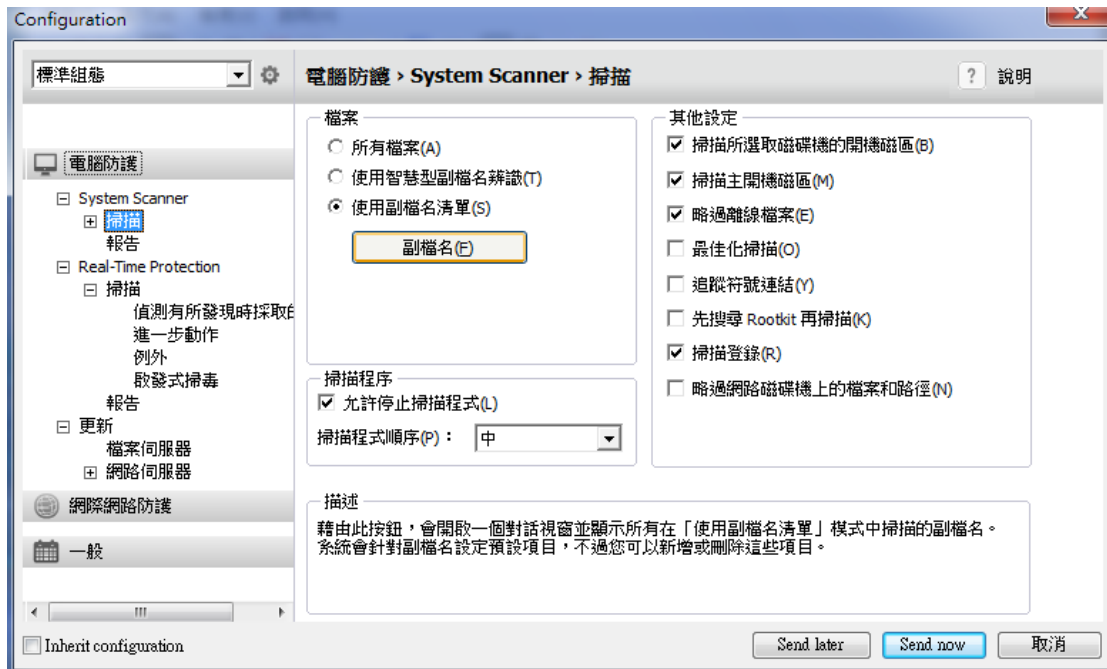 Configuration
標準組態
電腦防護
System Scanner
掃描
報告
Real-Time Protection
掃描
偵測有所發現時採取的
進一步動作
例外
啟發式掃毒
報告
更新
檔案伺服器
網路伺服器
網際網路防護
一般
電腦防護 › System Scanner › 掃描
? 說明
檔案
所有檔案(A)
使用智慧型副檔名辨識(T)
使用副檔名清單(S)
副檔名(F)
掃描程序
允許停止掃描程式(L)
掃描程式順序(P)： 中
其他設定
掃描所選取磁碟機的開機磁區(B)
掃描主開機磁區(M)
略過離線檔案(E)
最佳化掃描(O)
追蹤符號連結(Y)
先搜尋 Rootkit 再掃描(K)
掃描登錄(R)
略過網路磁碟機上的檔案和路徑(N)
描述
藉由此按鈕，會開啟一個對話視窗並顯示所有在「使用副檔名清單」模式中掃描的副檔名。
系統會針對副檔名設定預設項目，不過您可以新增或刪除這些項目。
Inherit configuration
Send later
Send now
取消